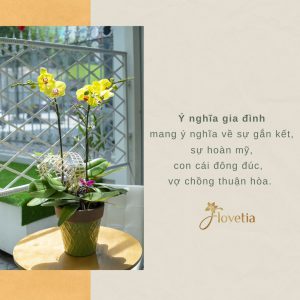 Ý nghĩa gia đình
mang ý nghĩa về sự gắn kết,
sự hoàn mỹ,
con cái đông đúc,
vợ chồng thuận hòa.
flovetia